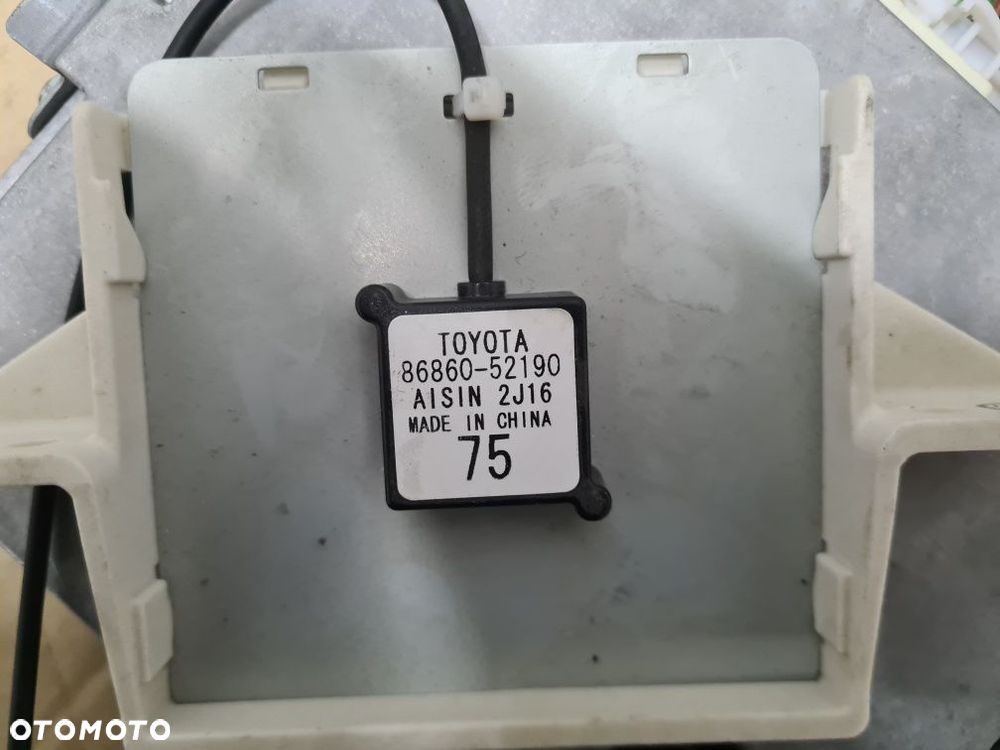 TOYOTA
86860-52190
AISIN 2J16
MADE IN CHINA
75
OTOMOTO